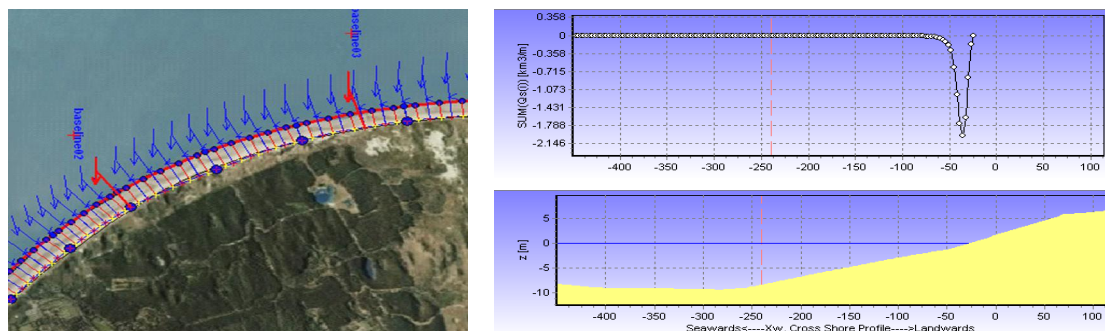 baseline03
baseline02
SUM(Qs(i)) [km3/m]
0.358
0
-0.358
-0.715
-1.073
-1.431
-1.788
-2.146
-400 -350 -300 -250 -200 -150 -100 -50 0 50 100
z [m]
5
0
-5
-10
-400 -350 -300 -250 -200 -150 -100 -50 0 50 100
Seawards<----Xw, Cross Shore Profile---->Landwards